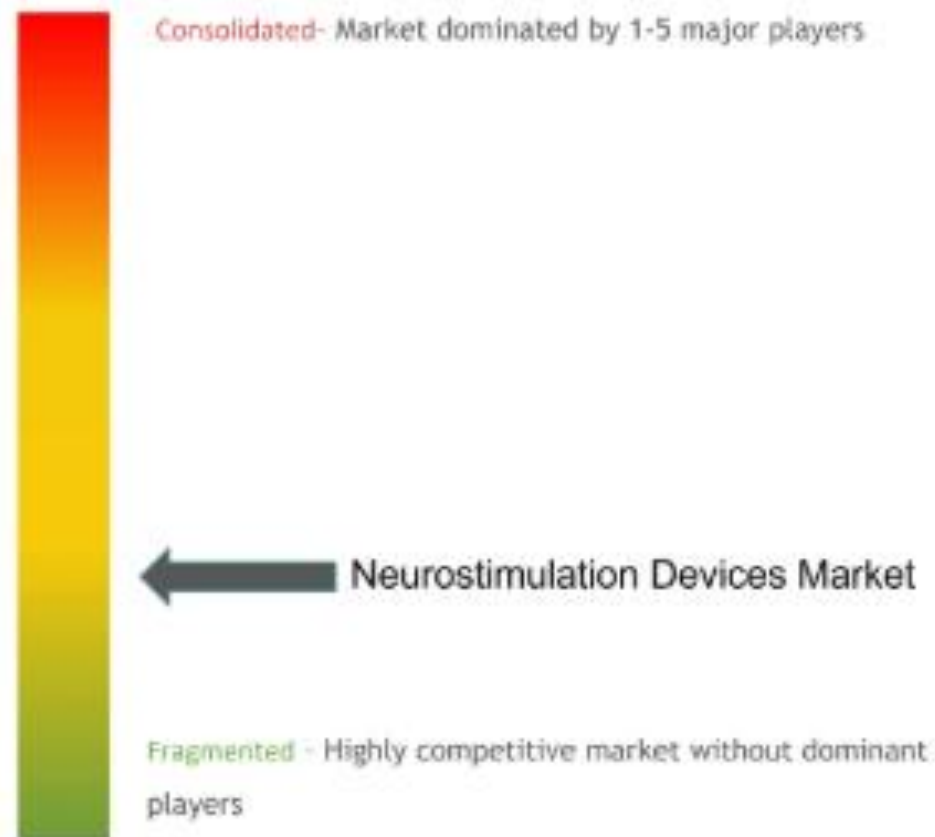 Consolidated- Market dominated by 1-5 major players
Neurostimulation Devices Market
Fragmented - Highly competitive market without dominant
players